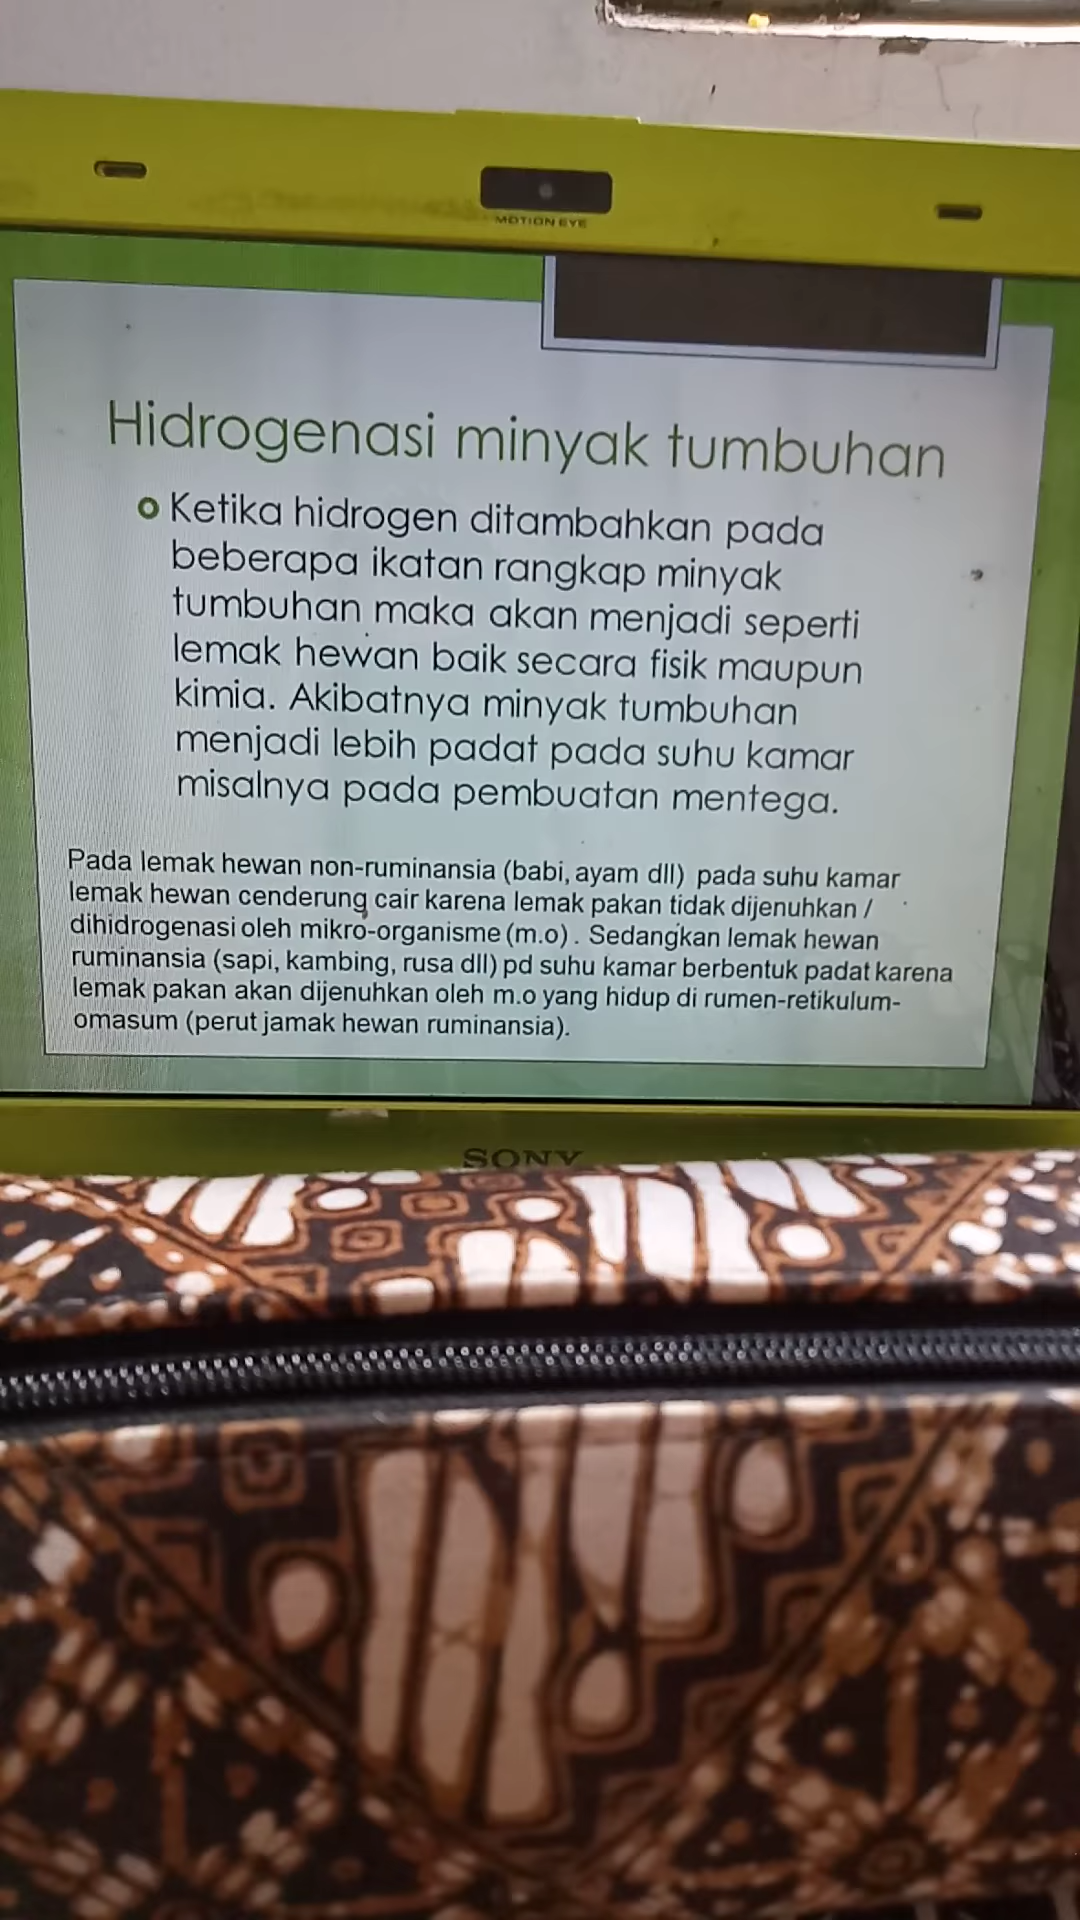 MOTION EYE
Hidrogenasi minyak tumbuhan
Ketika hidrogen ditambahkan pada
beberapa ikatan rangkap minyak
tumbuhan maka akan menjadi seperti
lemak hewan baik secara fisik maupun
kimia. Akibatnya minyak tumbuhan
menjadi lebih padat pada suhu kamar
misalnya pada pembuatan mentega.
Pada lemak hewan non-ruminansia (babi, ayam dll) pada suhu kamar
lemak hewan cenderung cair karena lemak pakan tidak dijenuhkan /
dihidrogenasi oleh mikro-organisme (m.o) . Sedangkan lemak hewan
ruminansia (sapi, kambing, rusa dll) pd suhu kamar berbentuk padat karena
lemak pakan akan dijenuhkan oleh m.o yang hidup di rumen-retikulum-
omasum (perut jamak hewan ruminansia).
SONY